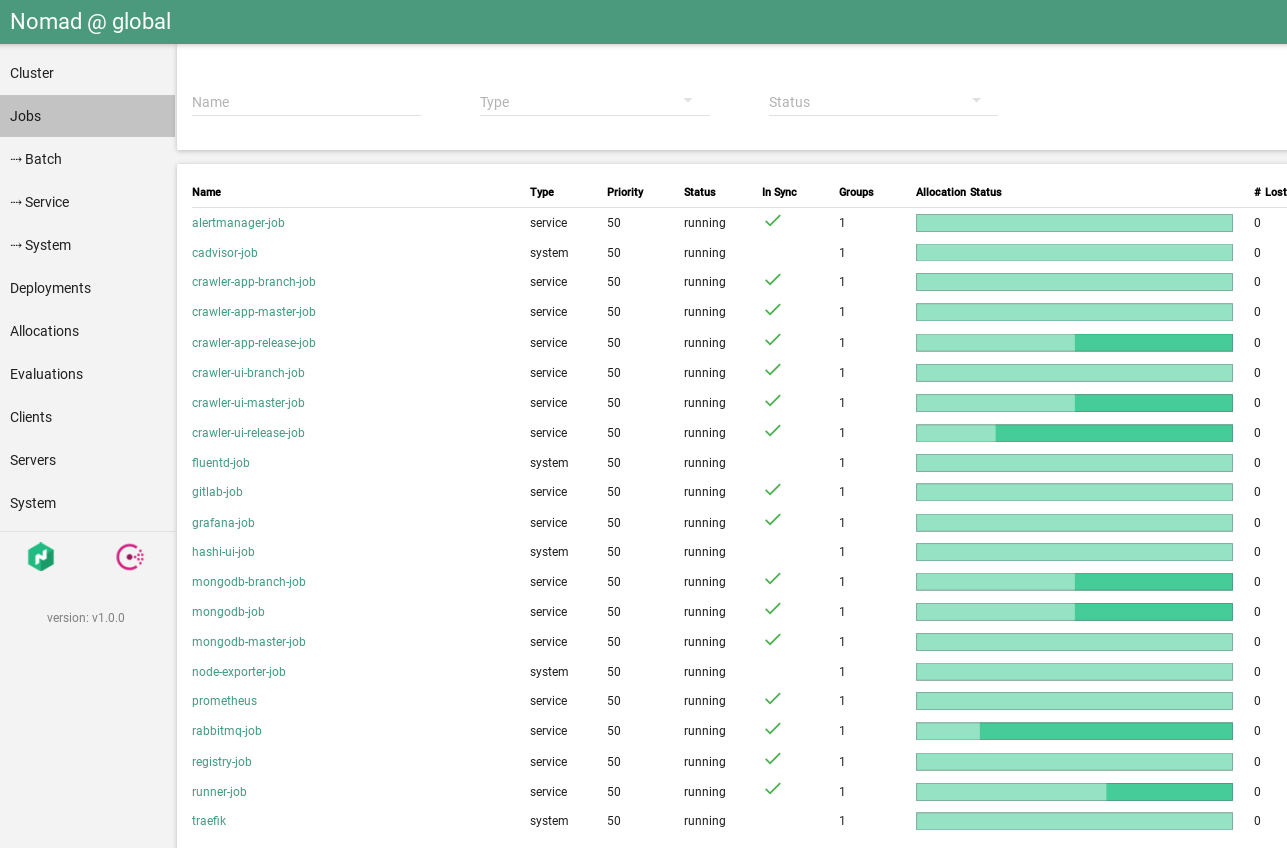 Nomad @ global
Cluster
Jobs
⤑ Batch
⤑ Service
⤑ System
Deployments
Allocations
Evaluations
Clients
Servers
System
version: v1.0.0
Name Type Status
Name Type Priority Status In Sync Groups Allocation Status # Lost
alertmanager-job service 50 running 1 0
cadvisor-job system 50 running 1 0
crawler-app-branch-job service 50 running 1 0
crawler-app-master-job service 50 running 1 0
crawler-app-release-job service 50 running 1 0
crawler-ui-branch-job service 50 running 1 0
crawler-ui-master-job service 50 running 1 0
crawler-ui-release-job service 50 running 1 0
fluentd-job system 50 running 1 0
gitlab-job service 50 running 1 0
grafana-job service 50 running 1 0
hashi-ui-job system 50 running 1 0
mongodb-branch-job service 50 running 1 0
mongodb-job service 50 running 1 0
mongodb-master-job service 50 running 1 0
node-exporter-job system 50 running 1 0
prometheus service 50 running 1 0
rabbitmq-job service 50 running 1 0
registry-job service 50 running 1 0
runner-job service 50 running 1 0
traefik system 50 running 1 0